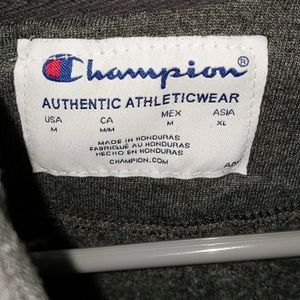 Champion®
AUTHENTIC ATHLETICWEAR
USA CA MEX ASIA
M M/M M XL
MADE IN HONDURAS
FABRIQUÉ AU HONDURAS
HECHO EN HONDURAS
CHAMPION.COM